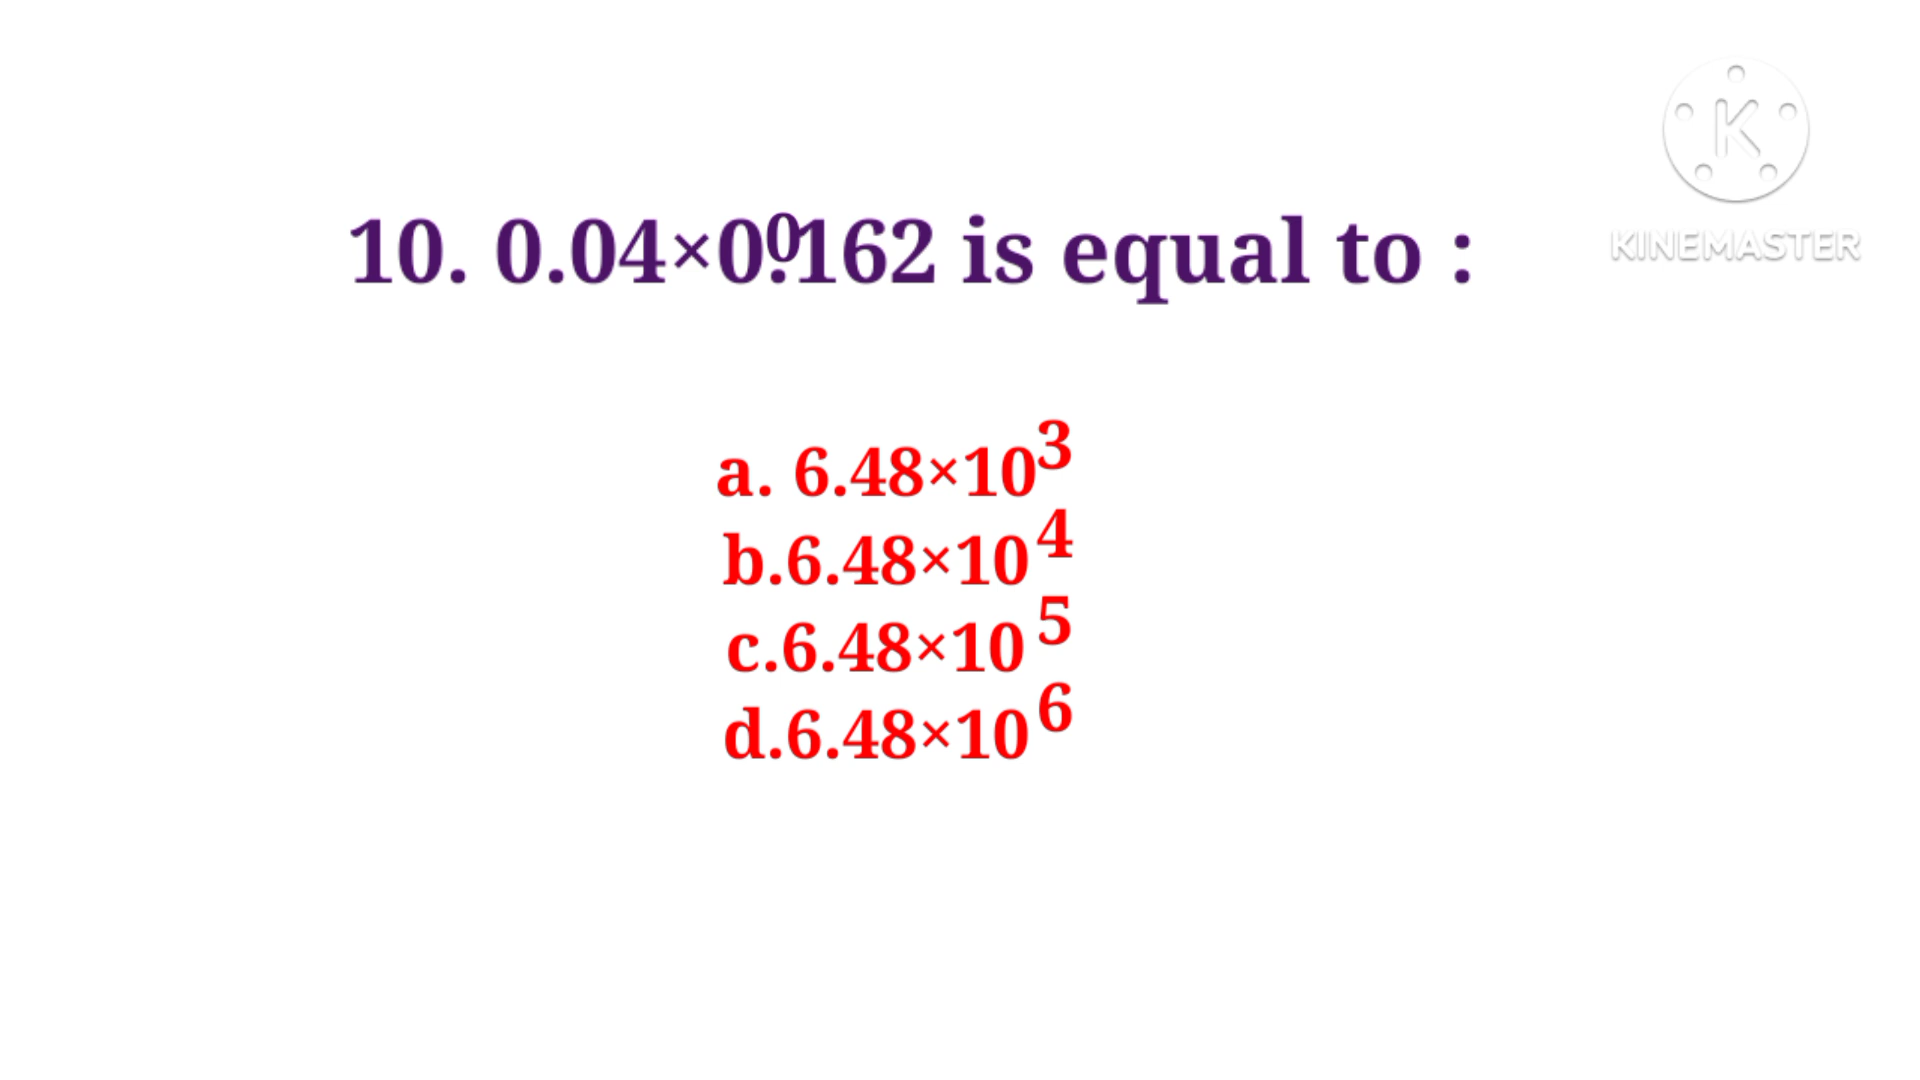 10. 0.04×0.0162 is equal to :
KINEMASTER
a. 6.48×10³
b.6.48×10⁴
c.6.48×10⁵
d.6.48×10⁶